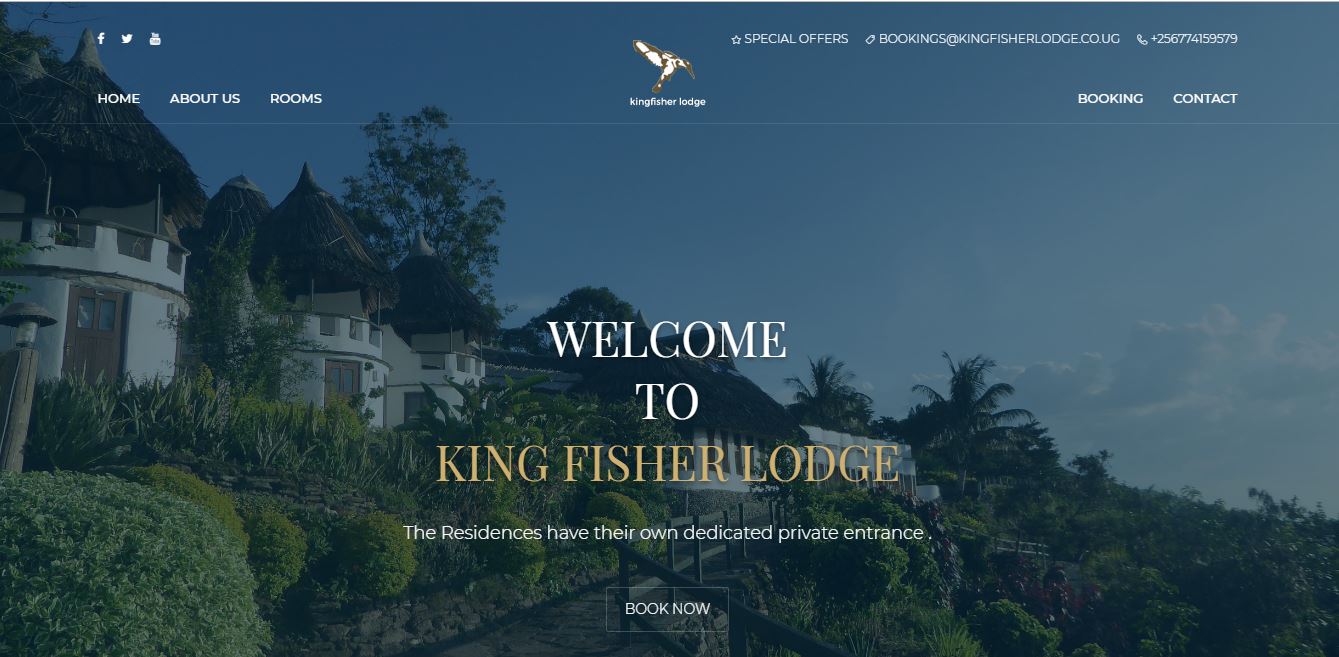 SPECIAL OFFERS
BOOKINGS@KINGFISHERLODGE.CO.UG
+256774159579
kingfisher lodge
HOME
ABOUT US
ROOMS
BOOKING
CONTACT
WELCOME
TO
KING FISHER LODGE
The Residences have their own dedicated private entrance .
BOOK NOW